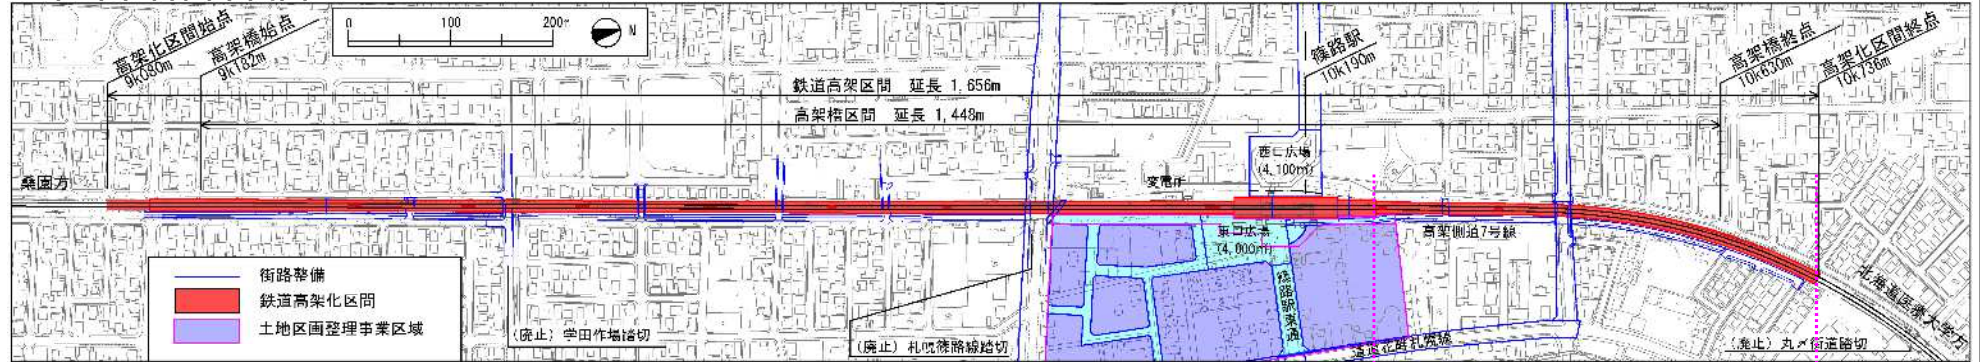 0 100 200m
N
高架化区間始点
9k080m
高架橋始点
9k182m
鉄道高架区間 延長 1,656m
高架橋区間 延長 1,448m
篠路駅
10k190m
高架橋終点
10k630m
高架化区間終点
10k736m
桑園方
変電所
西口広場
(4,100㎡)
東口広場
(4,000㎡)
高架側道7号線
篠路駅東通
北海道医療大学方
街路整備
鉄道高架化区間
土地区画整理事業区域
(廃止) 学田作場踏切
(廃止) 札幌篠路線踏切
道道花畔札幌線
(廃止) 丸〆街道踏切